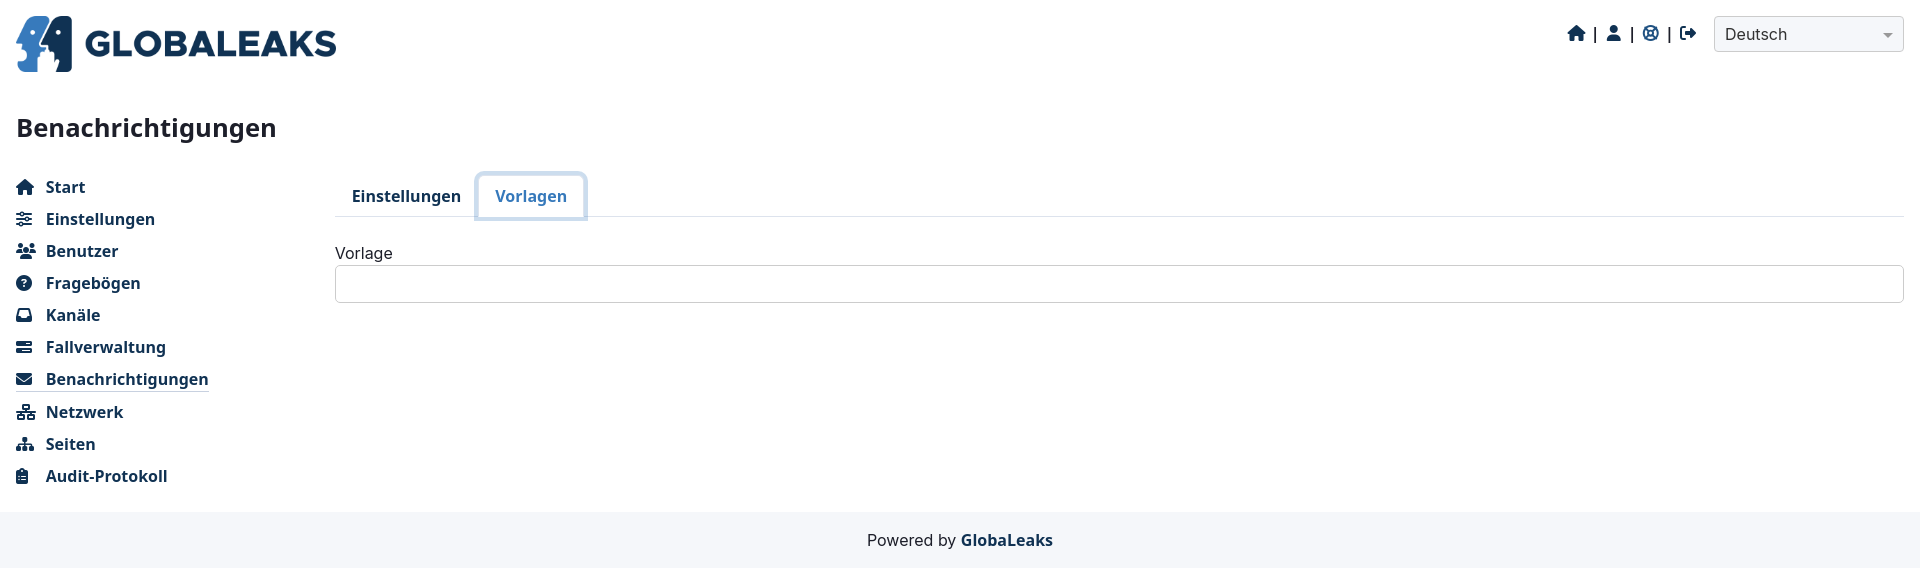 GLOBALEAKS
| | |
Deutsch
Benachrichtigungen
Start
Einstellungen
Benutzer
Fragebögen
Kanäle
Fallverwaltung
Benachrichtigungen
Netzwerk
Seiten
Audit-Protokoll
Einstellungen
Vorlagen
Vorlage
Powered by GlobaLeaks